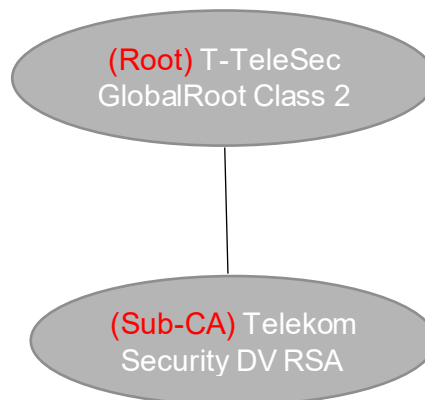 (Root) T-TeleSec
GlobalRoot Class 2
(Sub-CA) Telekom
Security DV RSA